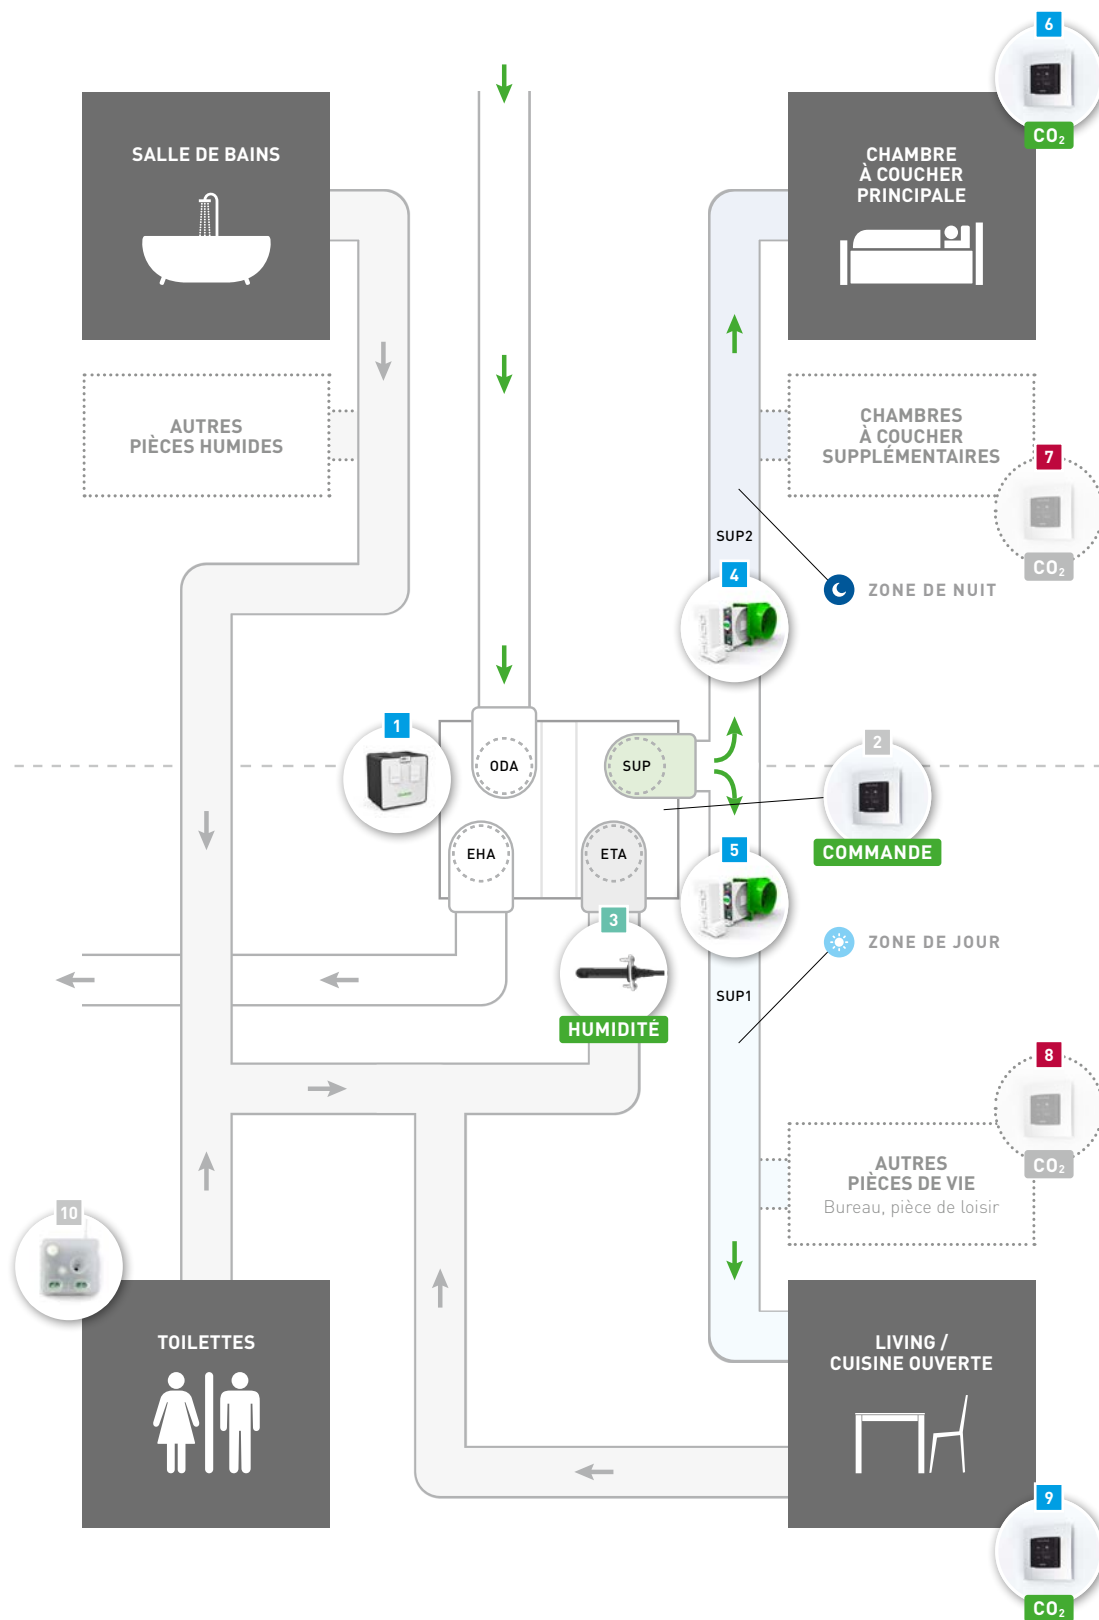 6
CO₂
SALLE DE BAINS
CHAMBRE
À COUCHER
PRINCIPALE
AUTRES
PIÈCES HUMIDES
CHAMBRES
À COUCHER
SUPPLÉMENTAIRES
7
CO₂
SUP2
4
ZONE DE NUIT
1
ODA
SUP
2
COMMANDE
EHA
ETA
5
3
HUMIDITÉ
ZONE DE JOUR
SUP1
8
CO₂
AUTRES
PIÈCES DE VIE
Bureau, pièce de loisir
10
TOILETTES
LIVING /
CUISINE OUVERTE
9
CO₂